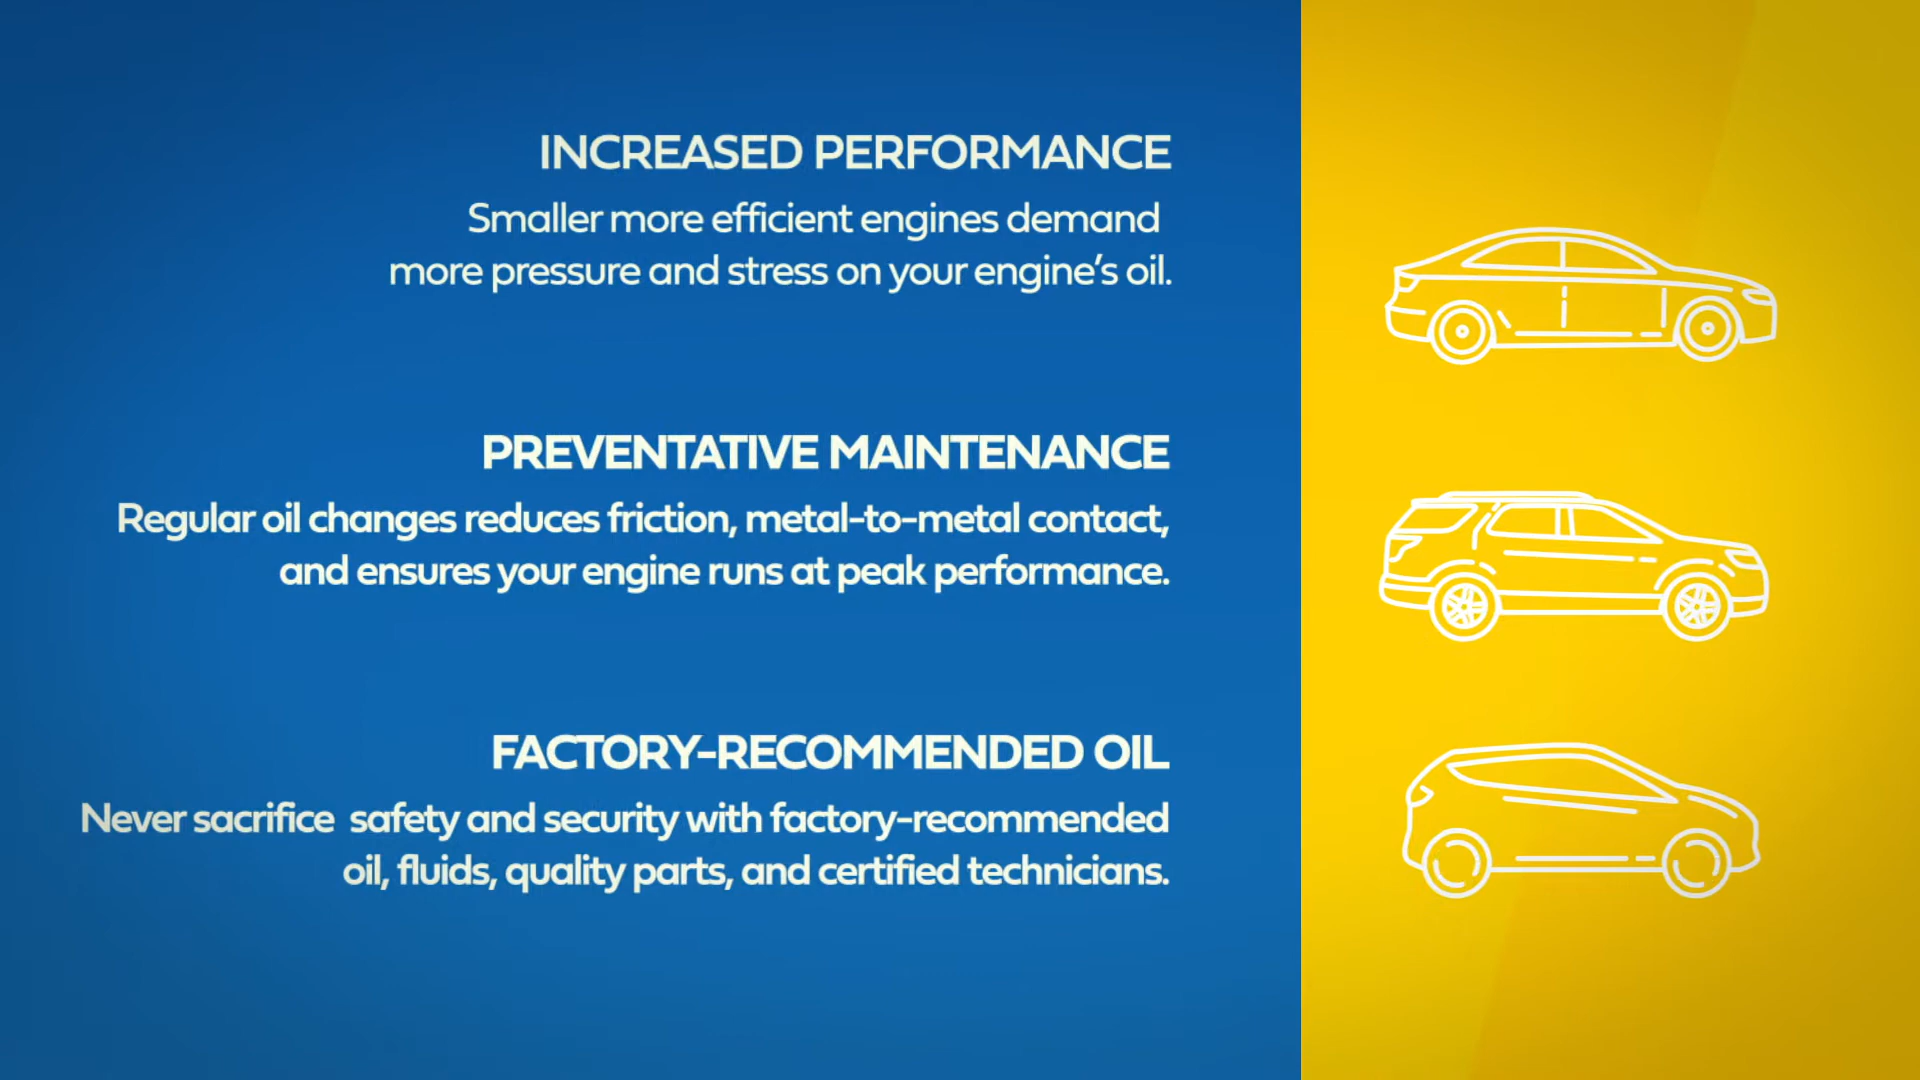 INCREASED PERFORMANCE
Smaller more efficient engines demand
more pressure and stress on your engine's oil.
PREVENTATIVE MAINTENANCE
Regular oil changes reduces friction, metal-to-metal contact,
and ensures your engine runs at peak performance.
FACTORY-RECOMMENDED OIL
Never sacrifice safety and security with factory-recommended
oil, fluids, quality parts, and certified technicians.